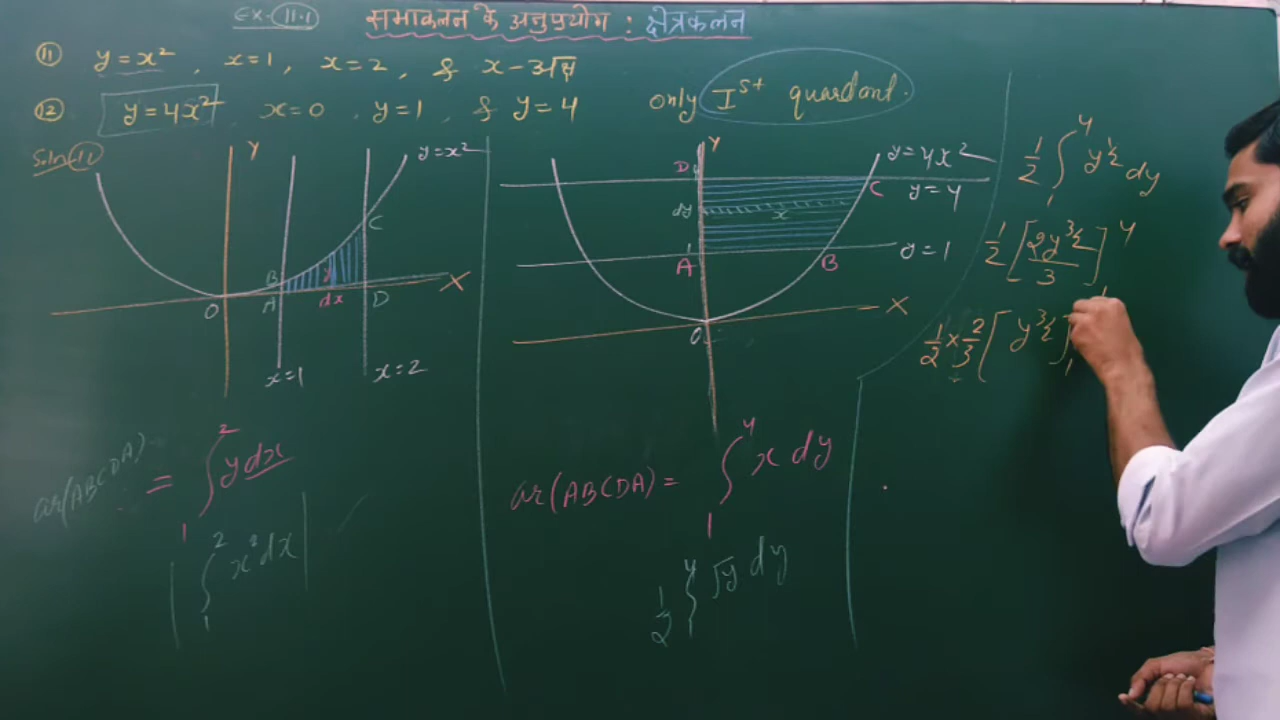 Ex. 11.1 समाकलन के अनुप्रयोग : क्षेत्रकलन
11 y = x², x=1, x=2, & x-अक्ष
12 y = 4x², x=0, y=1, & y=4 only Iˢᵗ quardant.
Soln 11
Y
y=x²
C
B
y
O
A
dx
D
X
x=1
x=2
ar(ABCDA) = ∫₁² y dx
∫₁² x² dx
Y
y=4x²
D
4
C
y=4
dy
x
1
A
B
y=1
X
O
ar(ABCDA) = ∫₁⁴ x dy
1/2 ∫₁⁴ √y dy
1/2 ∫₁⁴ y^1/2 dy
1/2 [2y^3/2 / 3]₁⁴
1/2 × 2/3 [y^3/2]₁